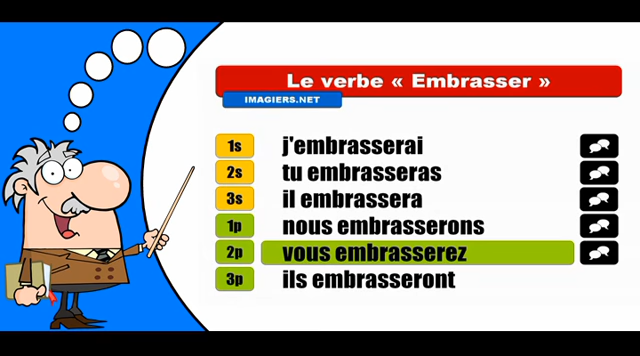 Le verbe « Embrasser »
IMAGIERS.NET
1s j'embrasserai
2s tu embrasseras
3s il embrassera
1p nous embrasserons
2p vous embrasserez
3p ils embrasseront